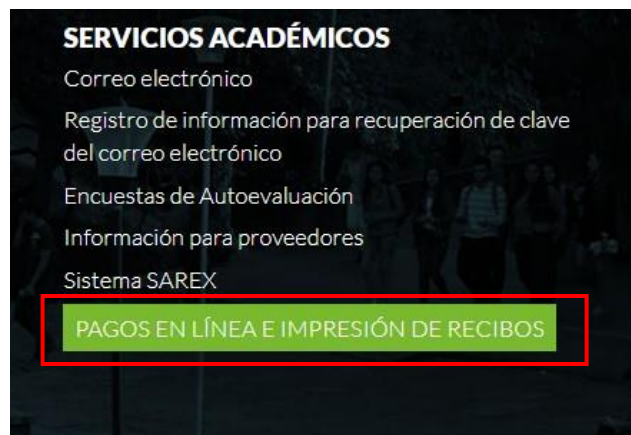 SERVICIOS ACADÉMICOS
Correo electrónico
Registro de información para recuperación de clave
del correo electrónico
Encuestas de Autoevaluación
Información para proveedores
Sistema SAREX
PAGOS EN LÍNEA E IMPRESIÓN DE RECIBOS